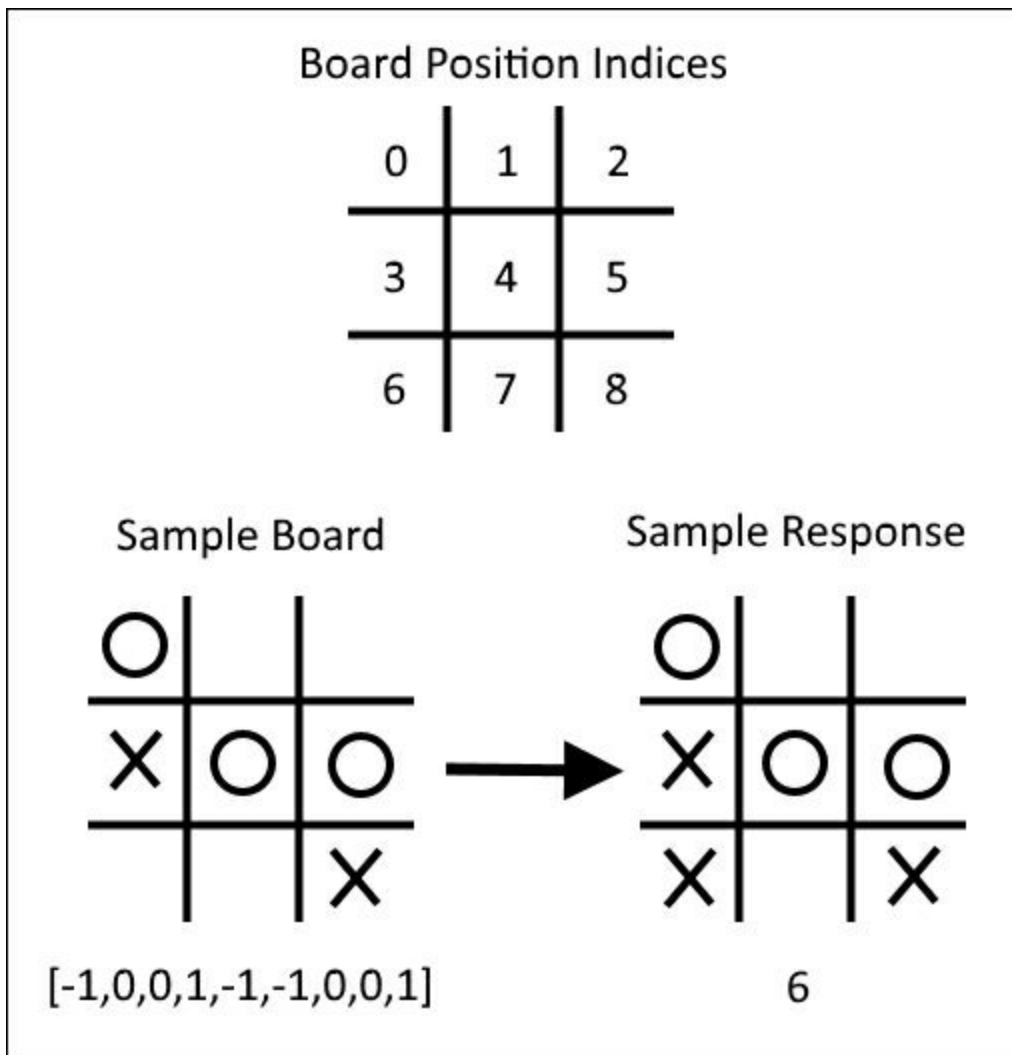 Board Position Indices
0 1 2
3 4 5
6 7 8
Sample Board
Sample Response
O
O
X O O
X O O
X
X X
[-1,0,0,1,-1,-1,0,0,1]
6